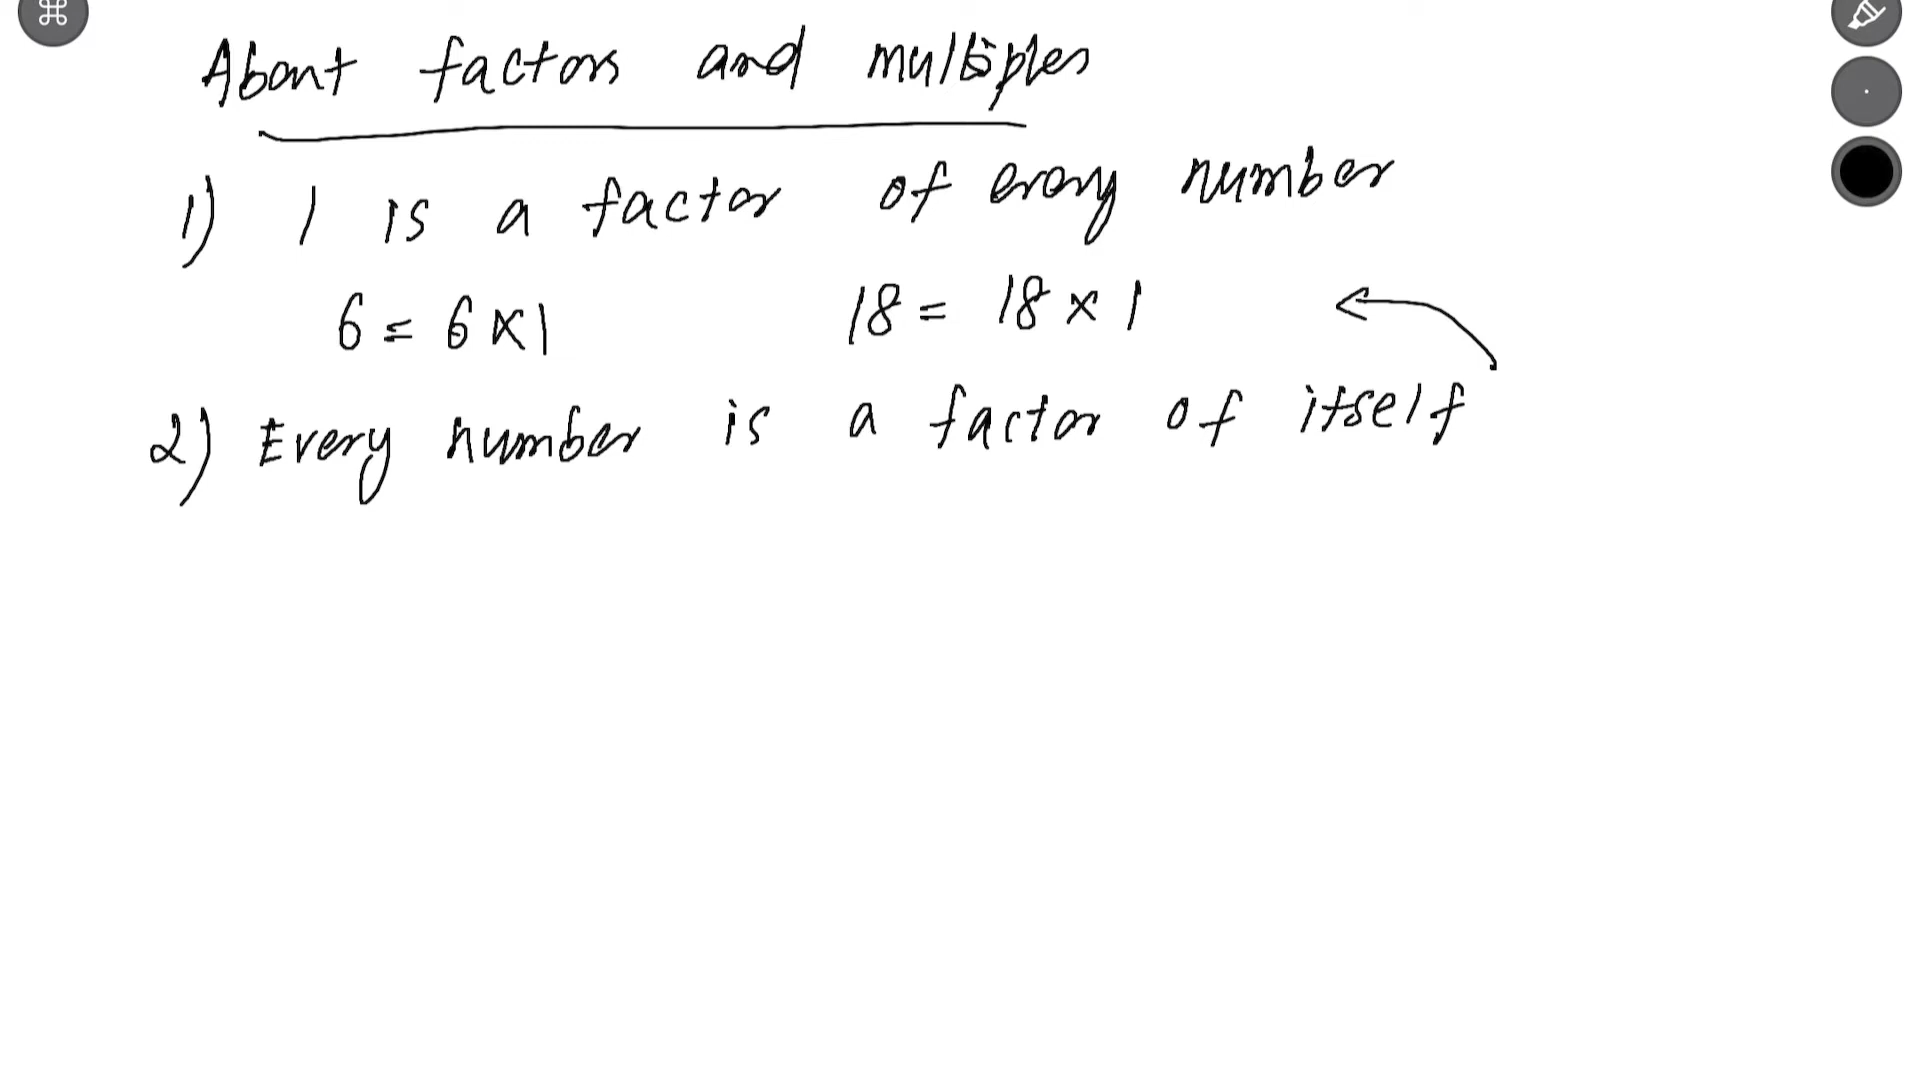 About factors and multiples
1) 1 is a factor of every number
6 = 6 × 1 18 = 18 × 1
2) Every number is a factor of itself